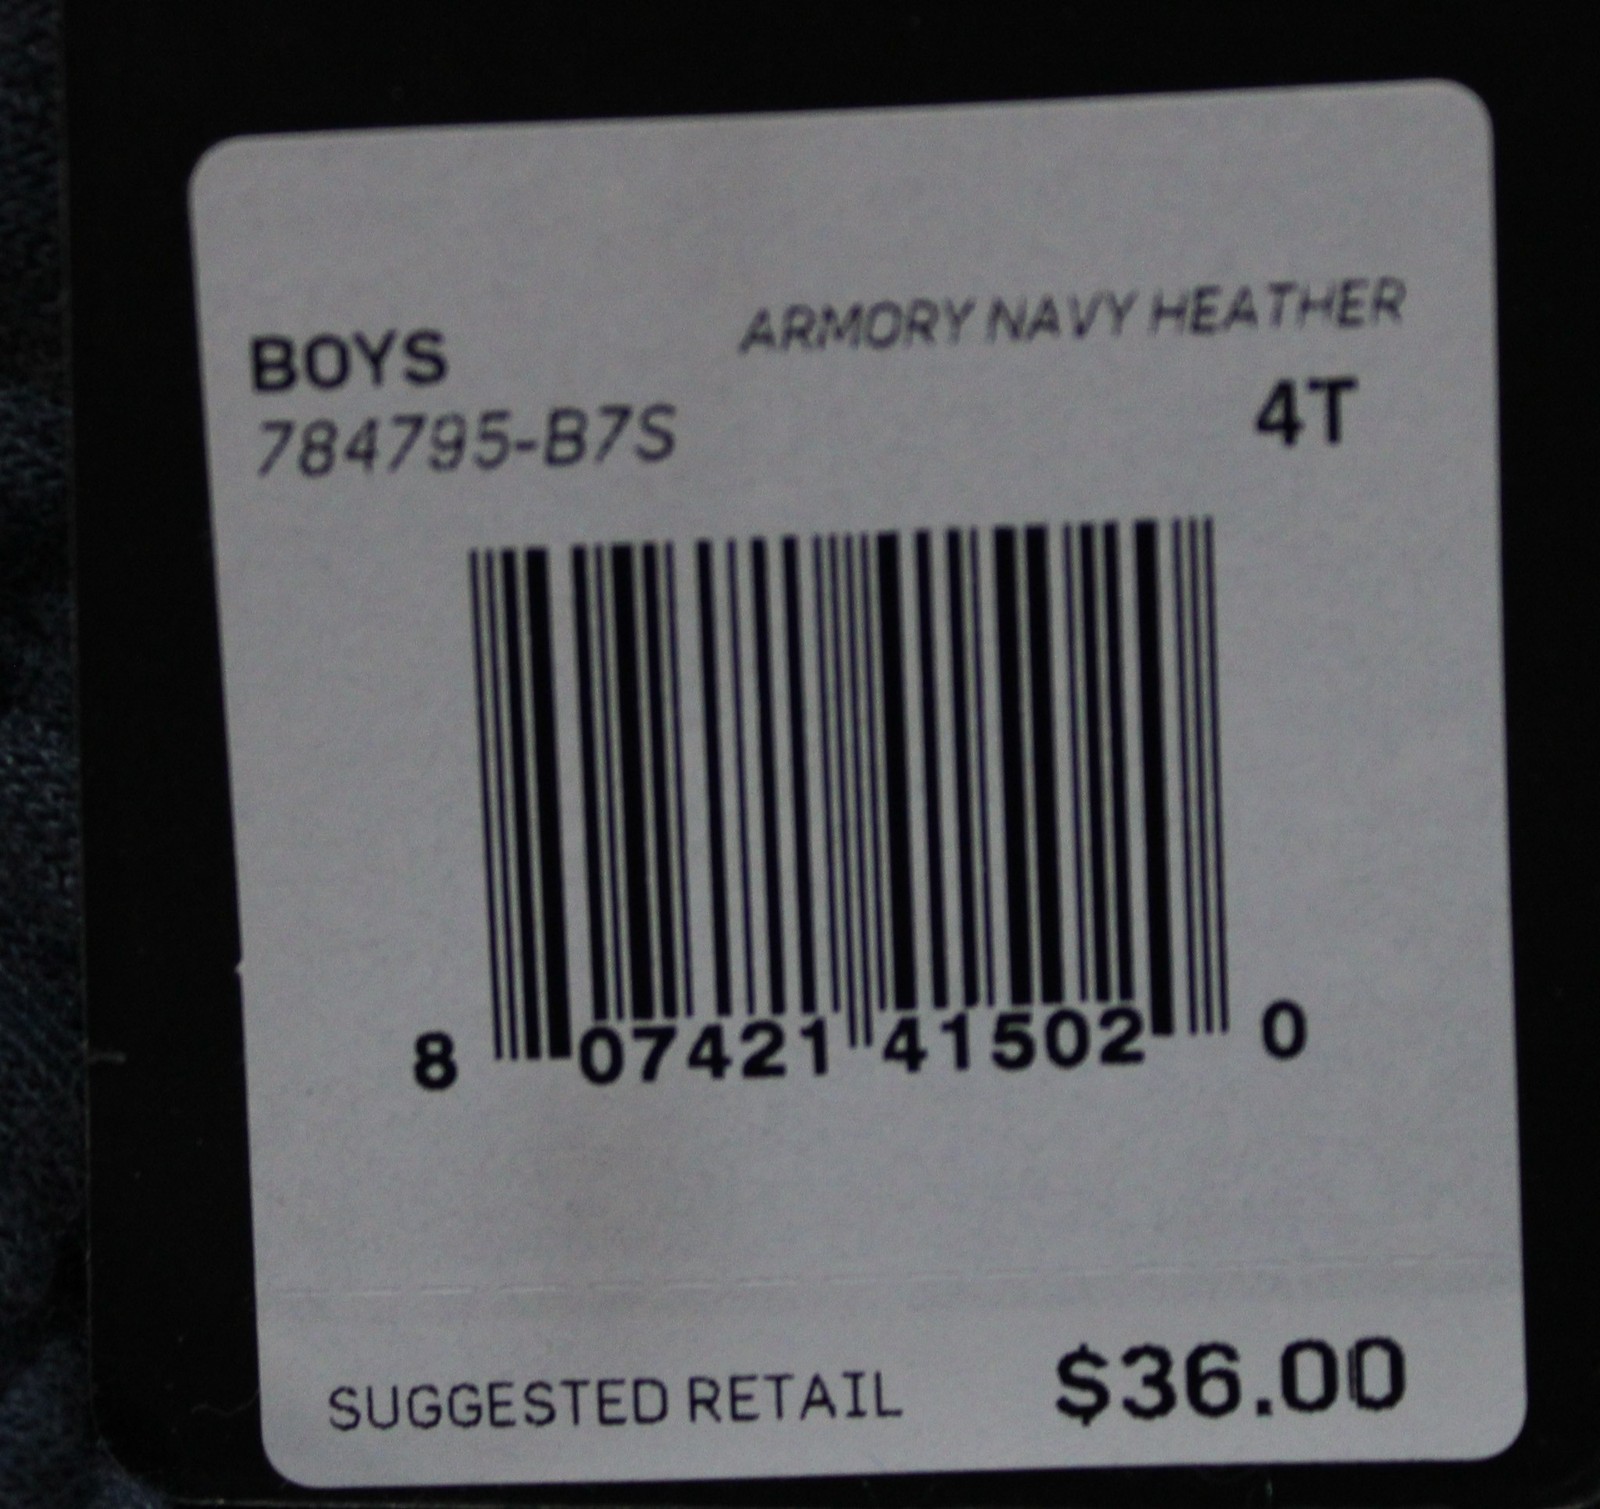 BOYS
ARMORY NAVY HEATHER
784795-B7S
4T
8 07421 41502 0
SUGGESTED RETAIL $36.00